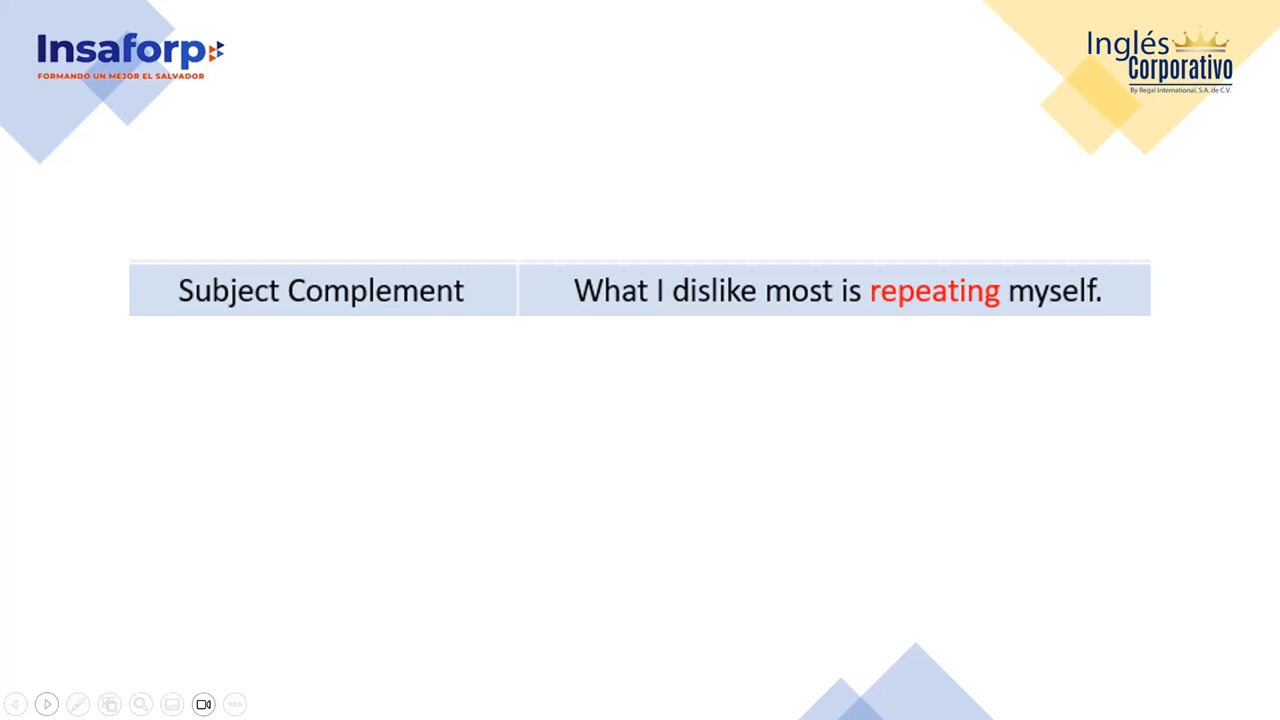 Insaforp
FORMANDO UN MEJOR EL SALVADOR
Inglés
Corporativo
By Regal International, S.A. de C.V.
Subject Complement
What I dislike most is repeating myself.